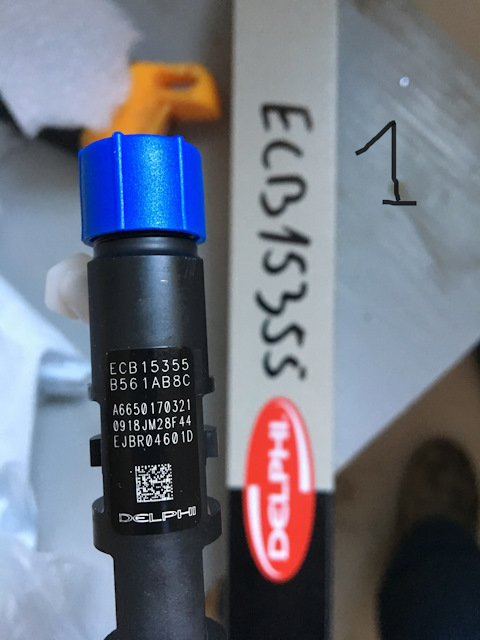 1
ECB15355
DELPHI
ECB15355
B561AB8C
A6650170321
0918JM28F44
EJBR04601D
DELPHI